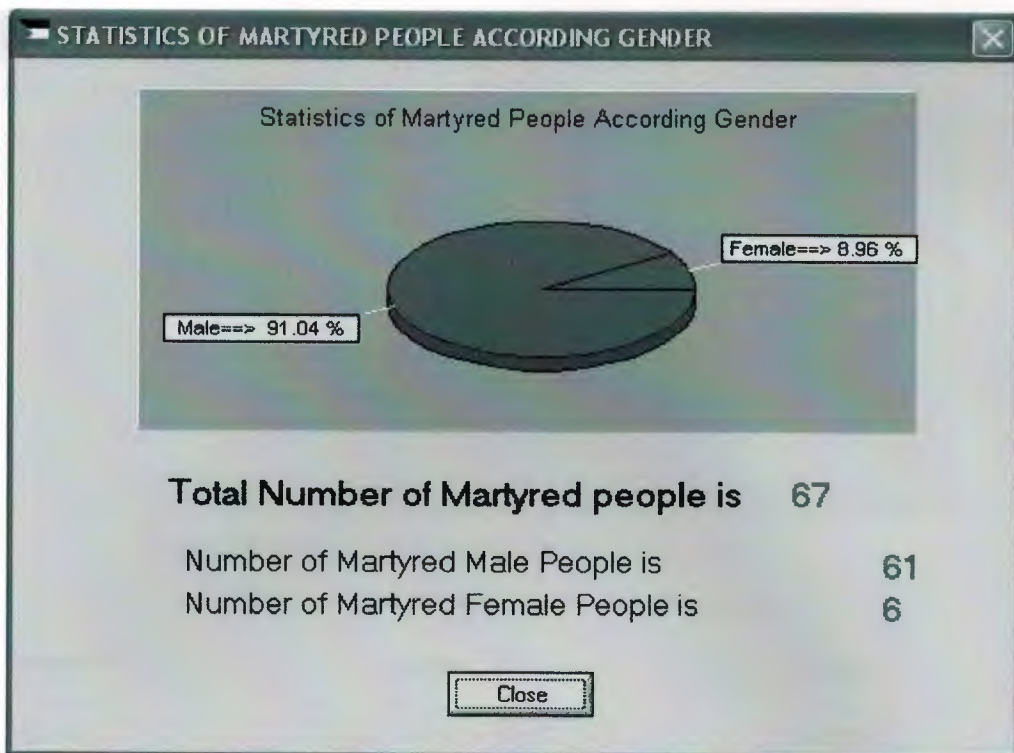 STATISTICS OF MARTYRED PEOPLE ACCORDING GENDER
Statistics of Martyred People According Gender
Female==> 8.96 %
Male==> 91.04 %
Total Number of Martyred people is 67
Number of Martyred Male People is 61
Number of Martyred Female People is 6
Close